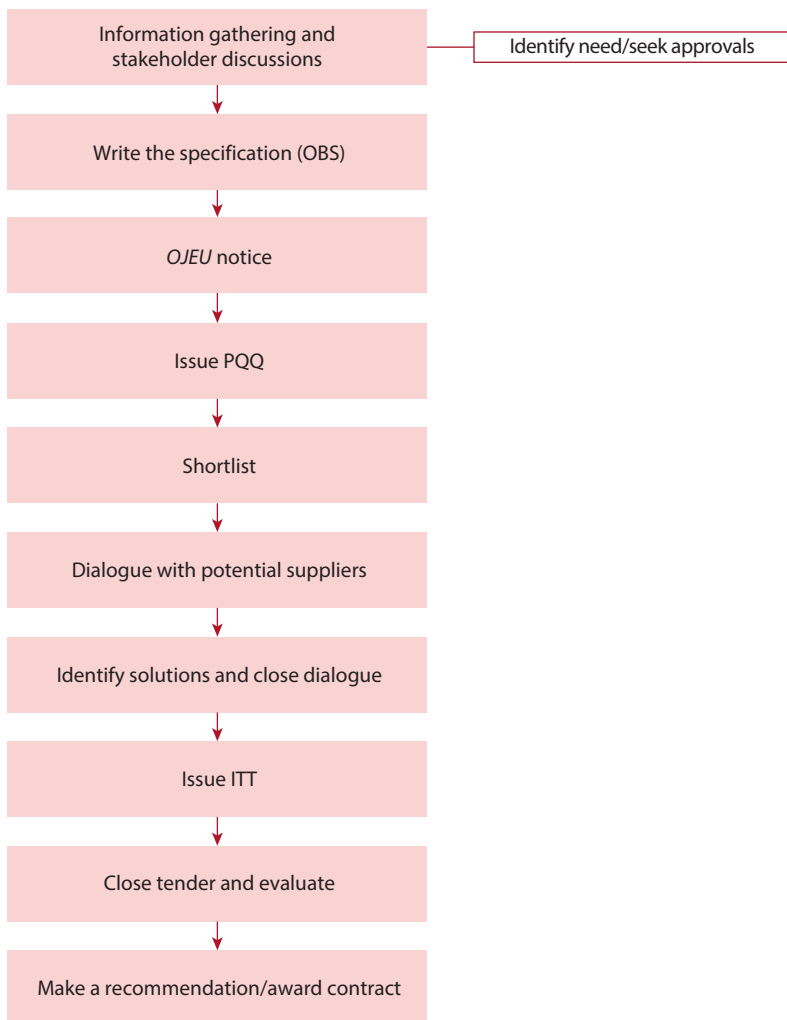 Information gathering and
stakeholder discussions
Identify need/seek approvals
Write the specification (OBS)
OJEU notice
Issue PQQ
Shortlist
Dialogue with potential suppliers
Identify solutions and close dialogue
Issue ITT
Close tender and evaluate
Make a recommendation/award contract